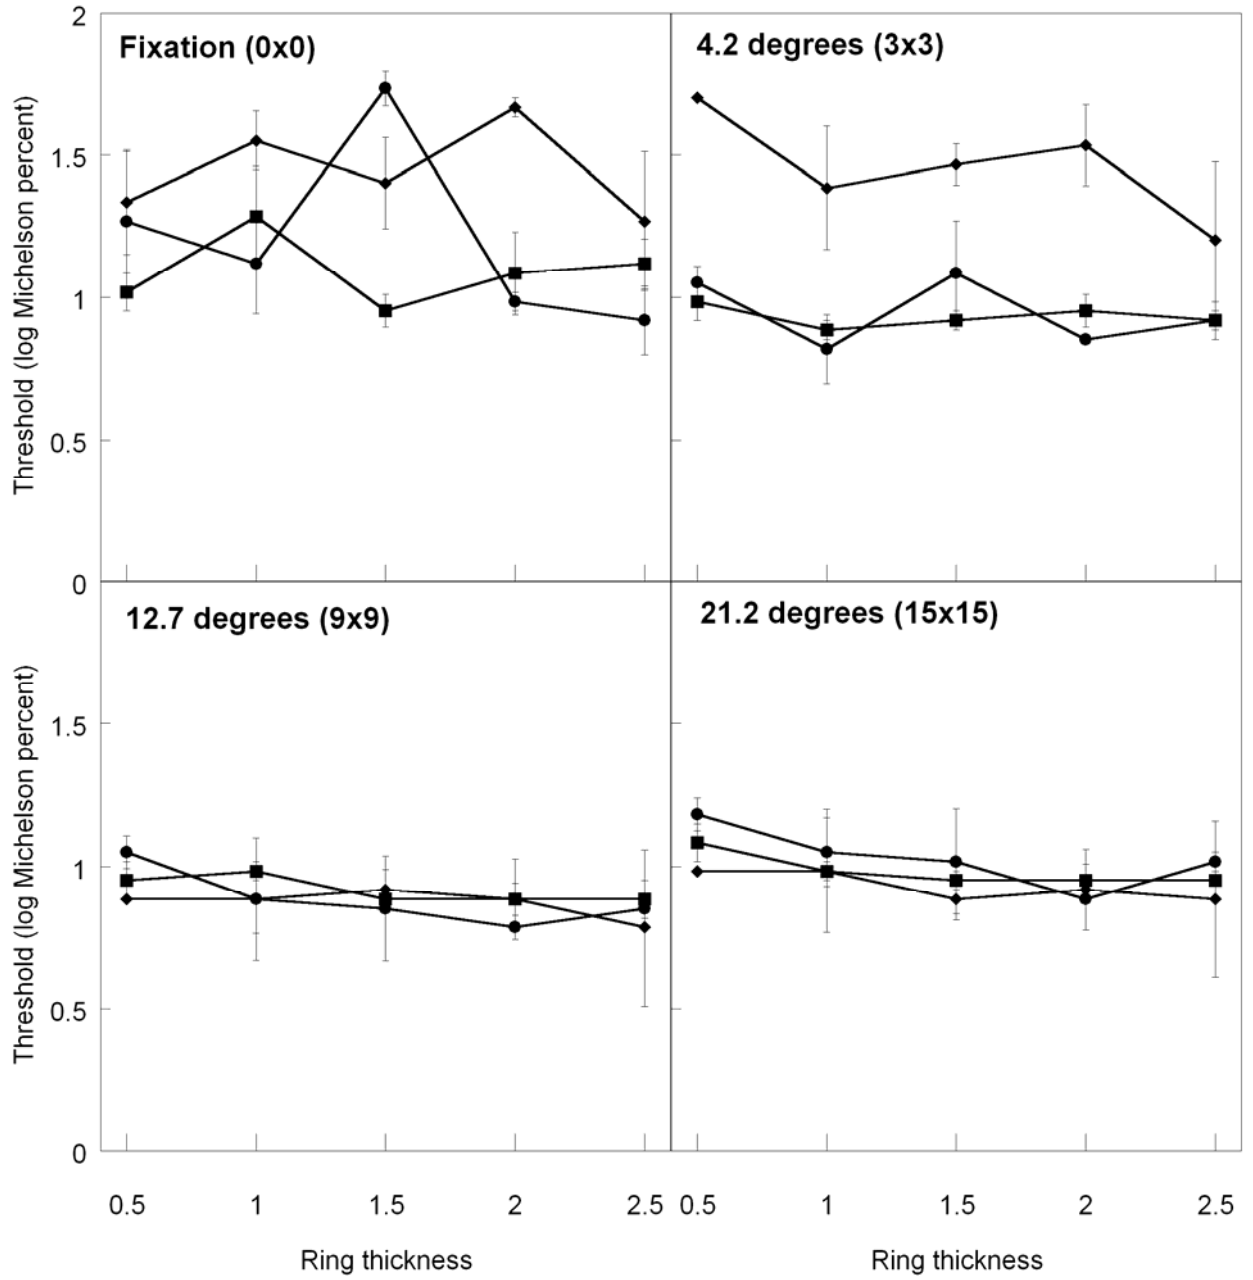 Fixation (0x0)
4.2 degrees (3x3)
2
1.5
1
0.5
0
Threshold (log Michelson percent)
12.7 degrees (9x9)
21.2 degrees (15x15)
1.5
1
0.5
0
Threshold (log Michelson percent)
0.5 1 1.5 2 2.5 0.5 1 1.5 2 2.5
Ring thickness Ring thickness